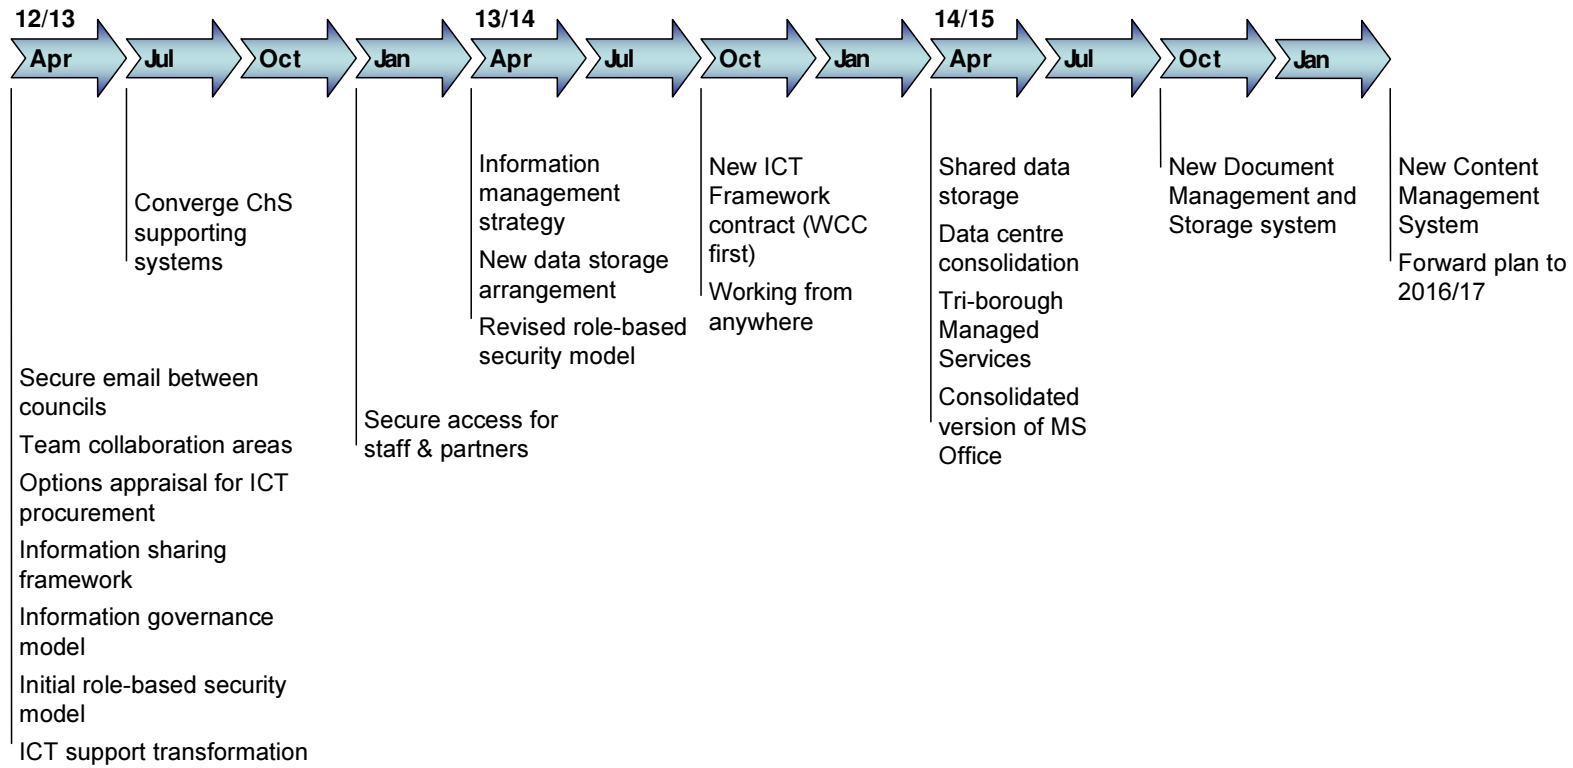 12/13
13/14
14/15
Apr
Jul
Oct
Jan
Apr
Jul
Oct
Jan
Apr
Jul
Oct
Jan
Secure email between
councils
Team collaboration areas
Options appraisal for ICT
procurement
Information sharing
framework
Information governance
model
Initial role-based security
model
ICT support transformation
Converge ChS
supporting
systems
Secure access for
staff & partners
Information
management
strategy
New data storage
arrangement
Revised role-based
security model
New ICT
Framework
contract (WCC
first)
Working from
anywhere
Shared data
storage
Data centre
consolidation
Tri-borough
Managed
Services
Consolidated
version of MS
Office
New Document
Management and
Storage system
New Content
Management
System
Forward plan to
2016/17